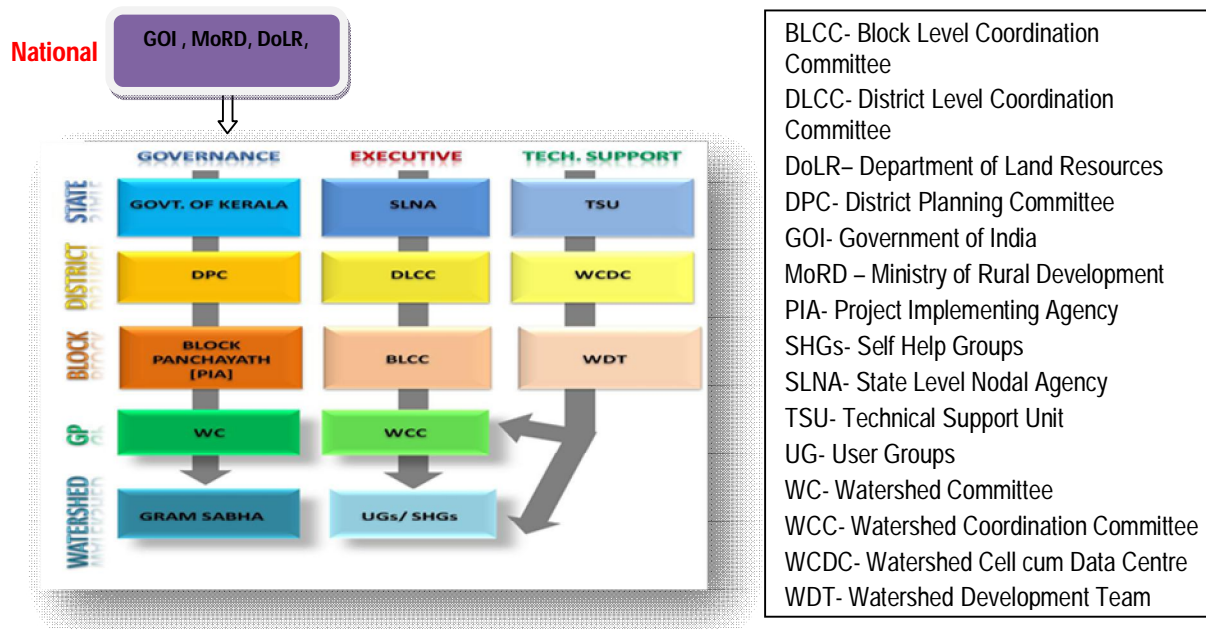 National
GOI , MoRD, DoLR,
GOVERNANCE EXECUTIVE TECH. SUPPORT
STATE
GOVT. OF KERALA SLNA TSU
DISTRICT
DPC DLCC WCDC
BLOCK
BLOCK
PANCHAYATH
[PIA]
BLCC WDT
GP
WC WCC
WATERSHED
GRAM SABHA UGs/ SHGs
BLCC- Block Level Coordination
Committee
DLCC- District Level Coordination
Committee
DoLR– Department of Land Resources
DPC- District Planning Committee
GOI- Government of India
MoRD – Ministry of Rural Development
PIA- Project Implementing Agency
SHGs- Self Help Groups
SLNA- State Level Nodal Agency
TSU- Technical Support Unit
UG- User Groups
WC- Watershed Committee
WCC- Watershed Coordination Committee
WCDC- Watershed Cell cum Data Centre
WDT- Watershed Development Team